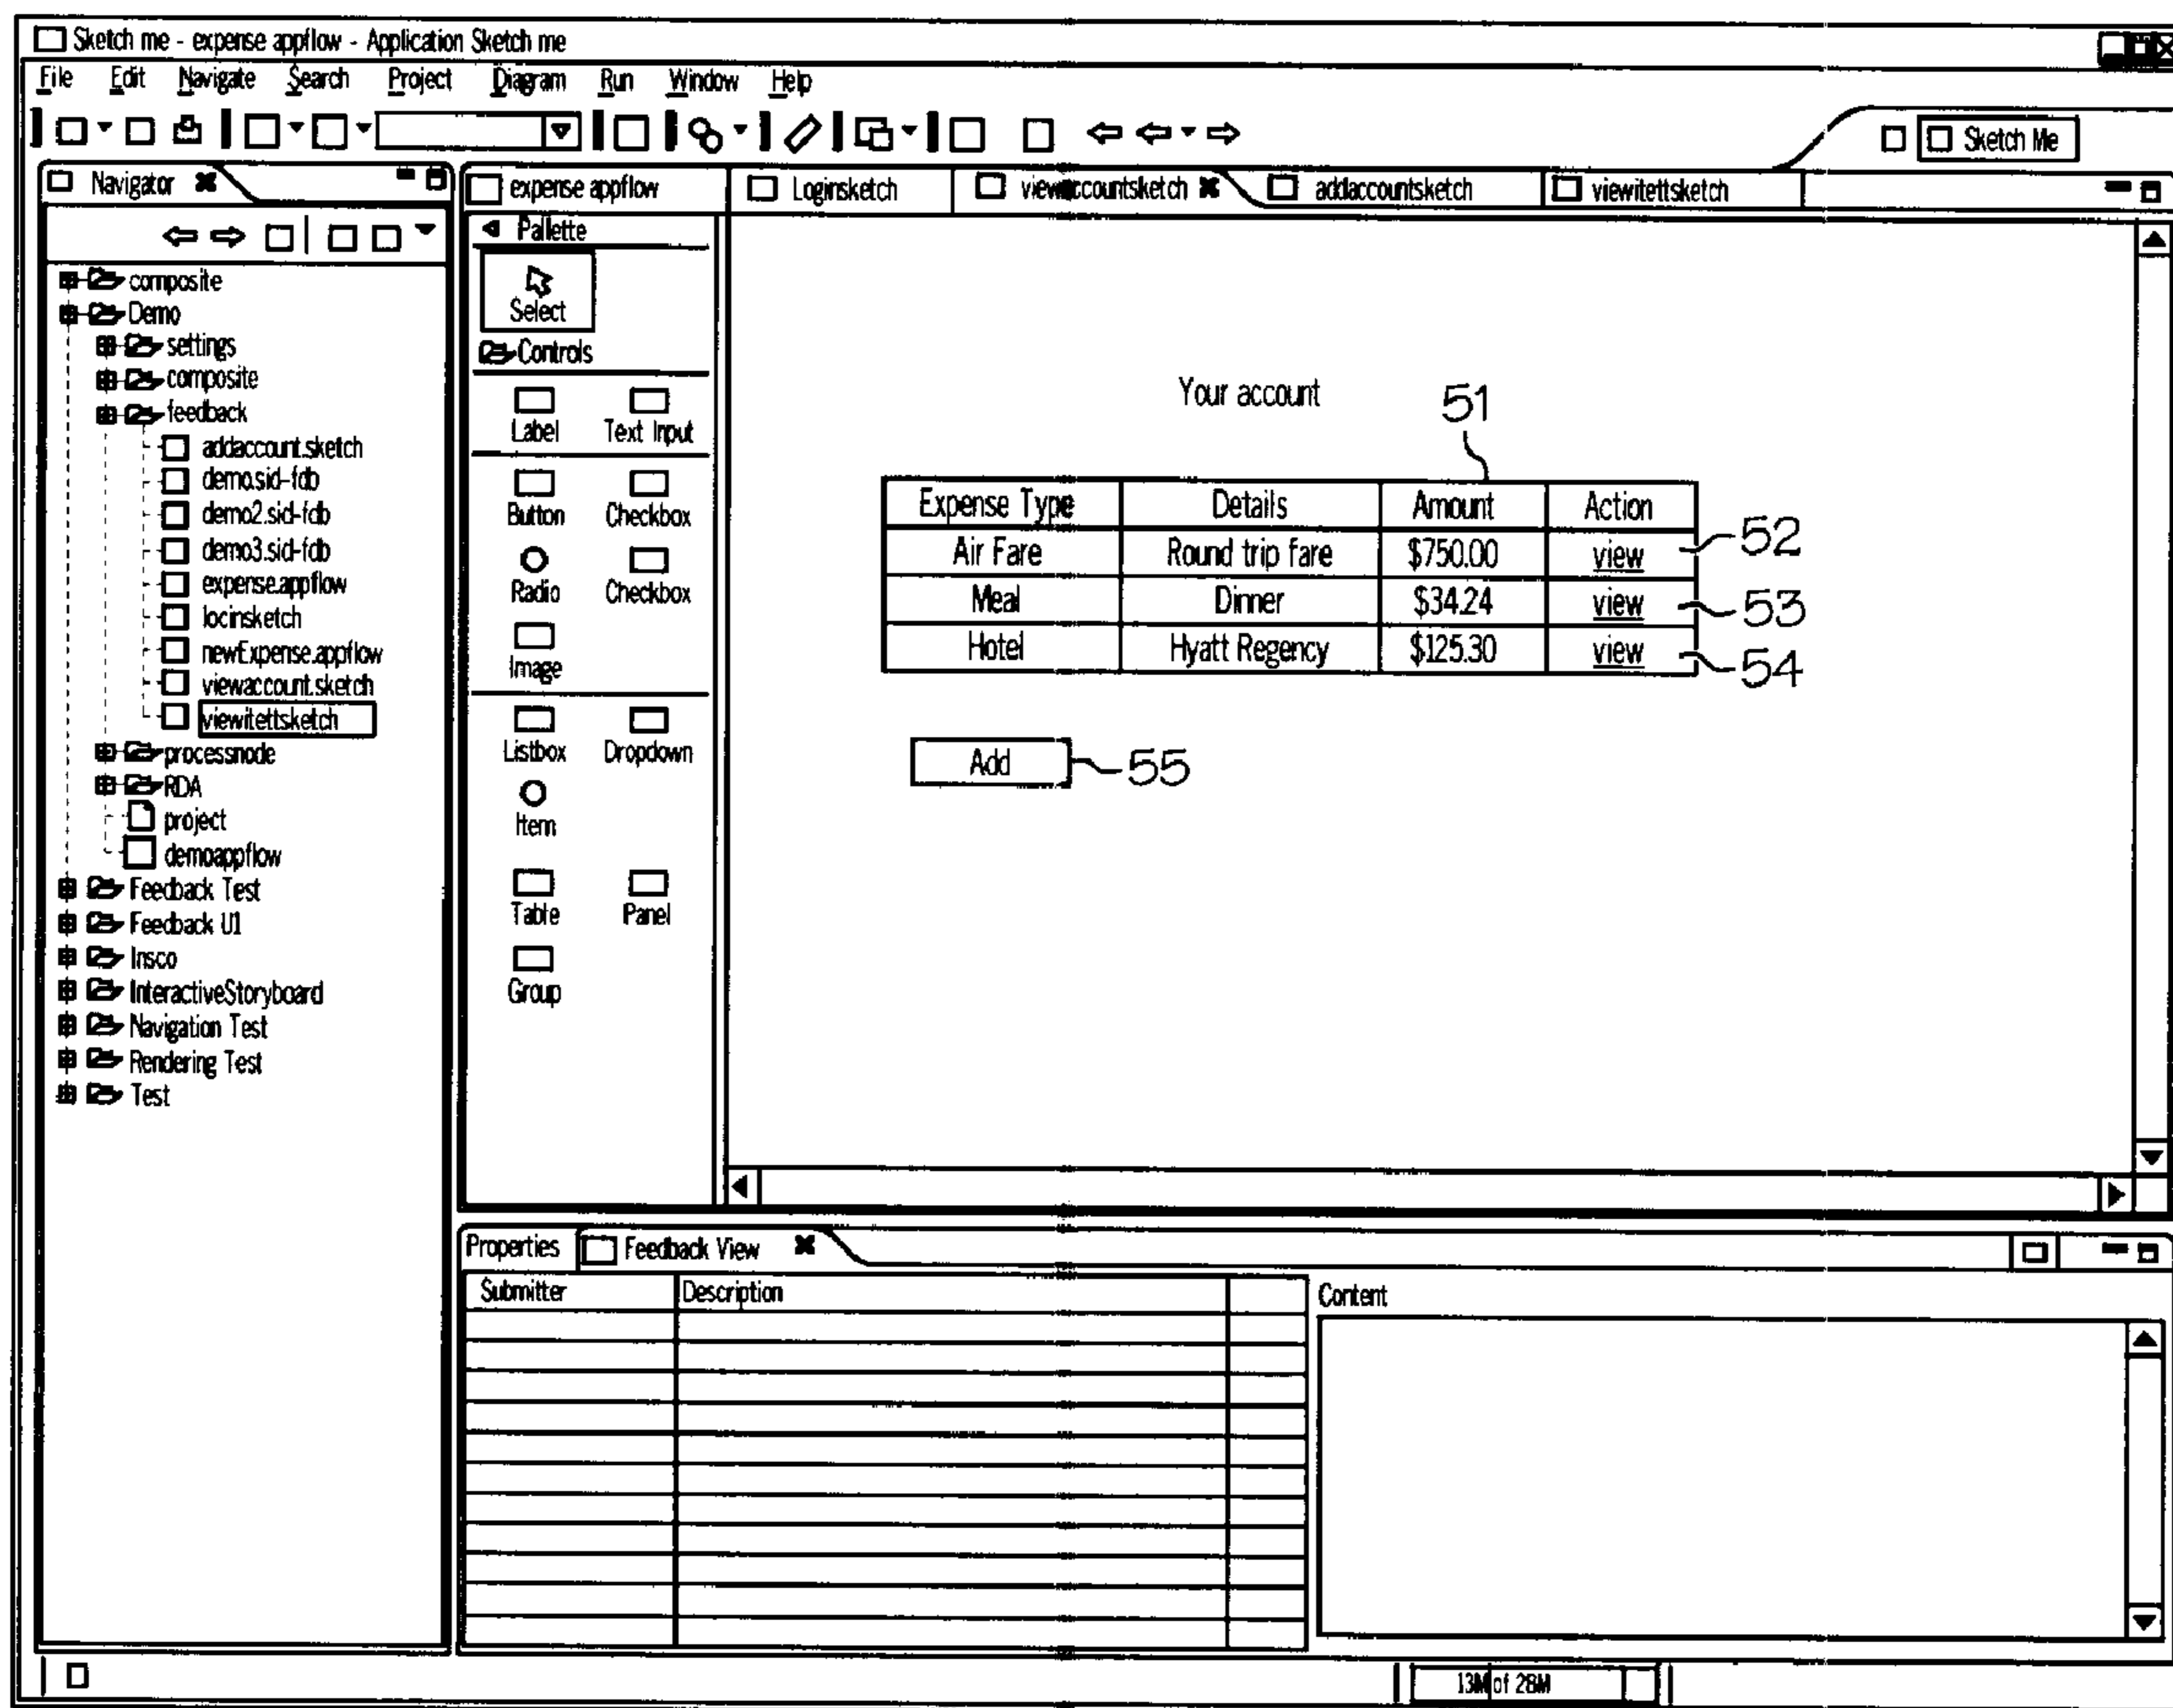 Sketch me - expense appflow - Application Sketch me
File Edit Navigate Search Project Diagram Run Window Help
Sketch Me
Navigator
composite
Demo
settings
composite
feedback
addaccount.sketch
demo.sid-fdb
demo2.sid-fdb
demo3.sid-fdb
expense.appflow
locinsketch
newExpense.appflow
viewaccount.sketch
viewitettsketch
processnode
RDA
project
demoappflow
Feedback Test
Feedback U1
Insco
InteractiveStoryboard
Navigation Test
Rendering Test
Test
expense appflow Loginsketch viewaccountsketch addaccountsketch viewitettsketch
Pallette
Select
Controls
Label Text Input
Button Checkbox
Radio Checkbox
Image
Listbox Dropdown
Item
Table Panel
Group
Your account
51
Expense Type Details Amount Action
Air Fare Round trip fare $750.00 view 52
Meal Dinner $34.24 view 53
Hotel Hyatt Regency $125.30 view 54
Add 55
Properties Feedback View
Submitter Description
Content
13M of 28M